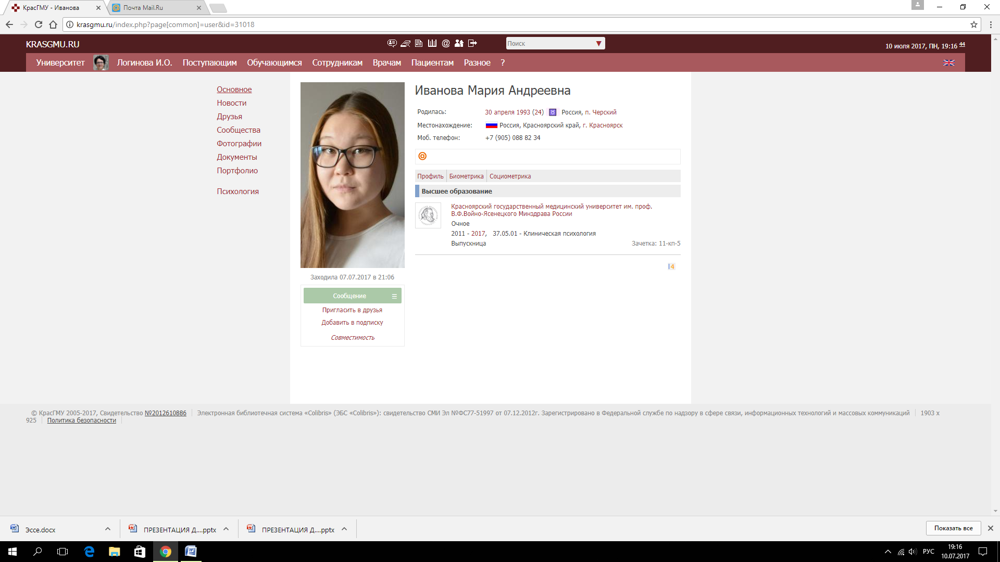 КрасГМУ - Иванова
Почта Mail.Ru
krasgmu.ru/index.php?page[common]=user&id=31018
KRASGMU.RU
Поиск
10 июля 2017, ПН, 19:16 44
Университет Логинова И.О. Поступающим Обучающимся Сотрудникам Врачам Пациентам Разное ?
Основное
Новости
Друзья
Сообщества
Фотографии
Документы
Портфолио
Психология
Заходила 07.07.2017 в 21:06
Сообщение
Пригласить в друзья
Добавить в подписку
Совместимость
Иванова Мария Андреевна
Родилась: 30 апреля 1993 (24) Россия, п. Черский
Местонахождение: Россия, Красноярский край, г. Красноярск
Моб. телефон: +7 (905) 088 82 34
Профиль Биометрика Социометрика
Высшее образование
Красноярский государственный медицинский университет им. проф.
В.Ф.Войно-Ясенецкого Минздрава России
Очное
2011 - 2017, 37.05.01 - Клиническая психология
Выпускница Зачетка: 11-кп-5
|4
© КрасГМУ 2005-2017, Свидетельство №2012610886 Электронная библиотечная система «Colibris» (ЭБС «Colibris»): свидетельство СМИ Эл №ФС77-51997 от 07.12.2012г. Зарегистрировано в Федеральной службе по надзору в сфере связи, информационных технологий и массовых коммуникаций 1903 x
925 Политика безопасности
Эссе.docx
ПРЕЗЕНТАЦИЯ Д....pptx
ПРЕЗЕНТАЦИЯ Д....pptx
Показать все
РУС
19:16
10.07.2017